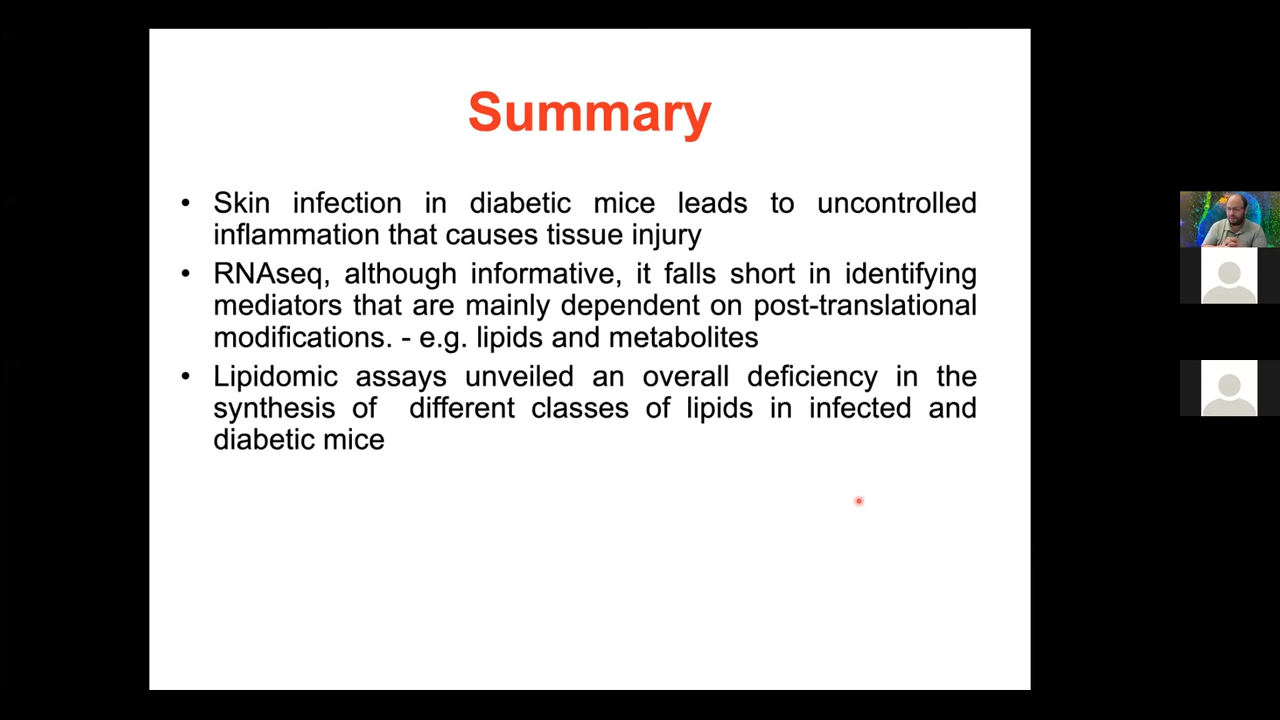 Summary
• Skin infection in diabetic mice leads to uncontrolled
inflammation that causes tissue injury
• RNAseq, although informative, it falls short in identifying
mediators that are mainly dependent on post-translational
modifications. - e.g. lipids and metabolites
• Lipidomic assays unveiled an overall deficiency in the
synthesis of different classes of lipids in infected and
diabetic mice